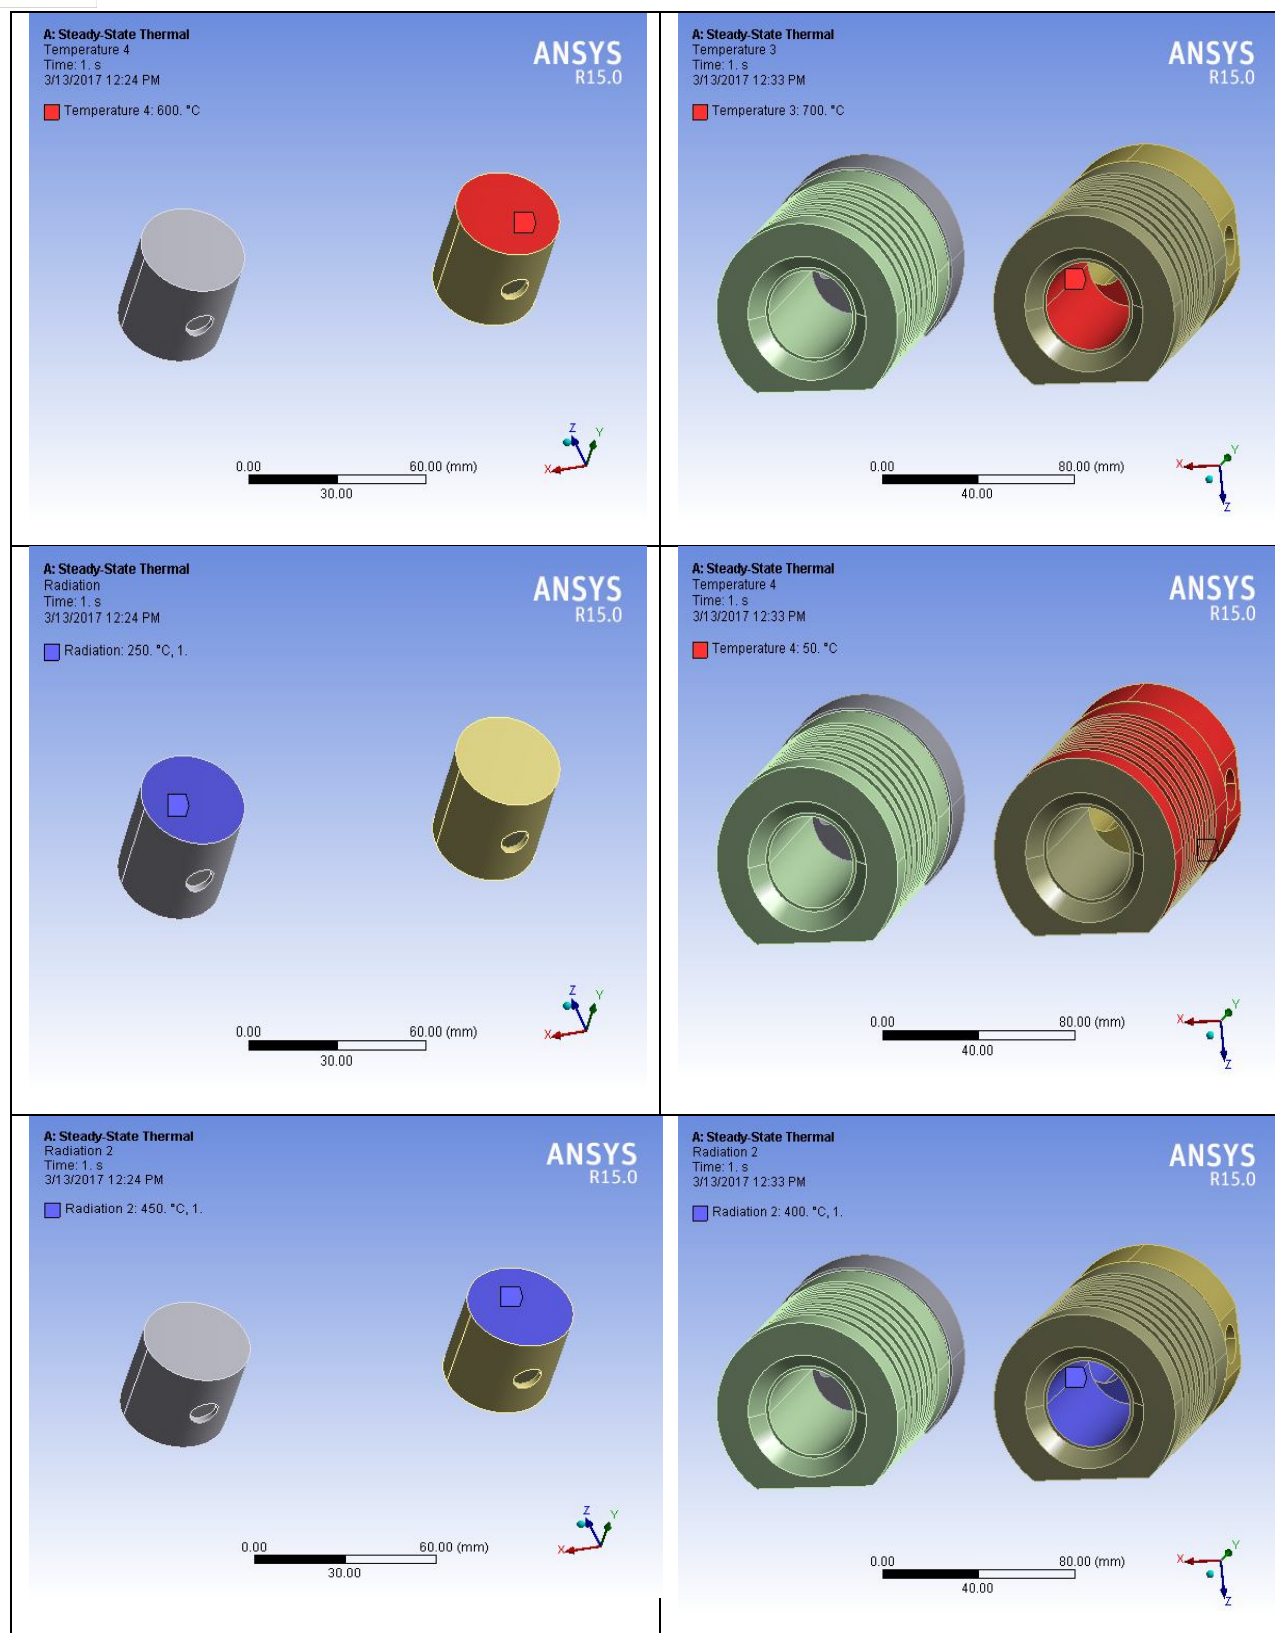 A: Steady-State Thermal
Temperature 4
Time: 1. s
3/13/2017 12:24 PM
Temperature 4: 600. °C
ANSYS
R15.0
Z
Y
X
0.00
60.00 (mm)
30.00
A: Steady-State Thermal
Temperature 3
Time: 1. s
3/13/2017 12:33 PM
Temperature 3: 700. °C
ANSYS
R15.0
Y
X
Z
0.00
80.00 (mm)
40.00
A: Steady-State Thermal
Radiation
Time: 1. s
3/13/2017 12:24 PM
Radiation: 250. °C, 1.
ANSYS
R15.0
Z
Y
X
0.00
60.00 (mm)
30.00
A: Steady-State Thermal
Temperature 4
Time: 1. s
3/13/2017 12:33 PM
Temperature 4: 50. °C
ANSYS
R15.0
Y
X
Z
0.00
80.00 (mm)
40.00
A: Steady-State Thermal
Radiation 2
Time: 1. s
3/13/2017 12:24 PM
Radiation 2: 450. °C, 1.
ANSYS
R15.0
Z
Y
X
0.00
60.00 (mm)
30.00
A: Steady-State Thermal
Radiation 2
Time: 1. s
3/13/2017 12:33 PM
Radiation 2: 400. °C, 1.
ANSYS
R15.0
Y
X
Z
0.00
80.00 (mm)
40.00